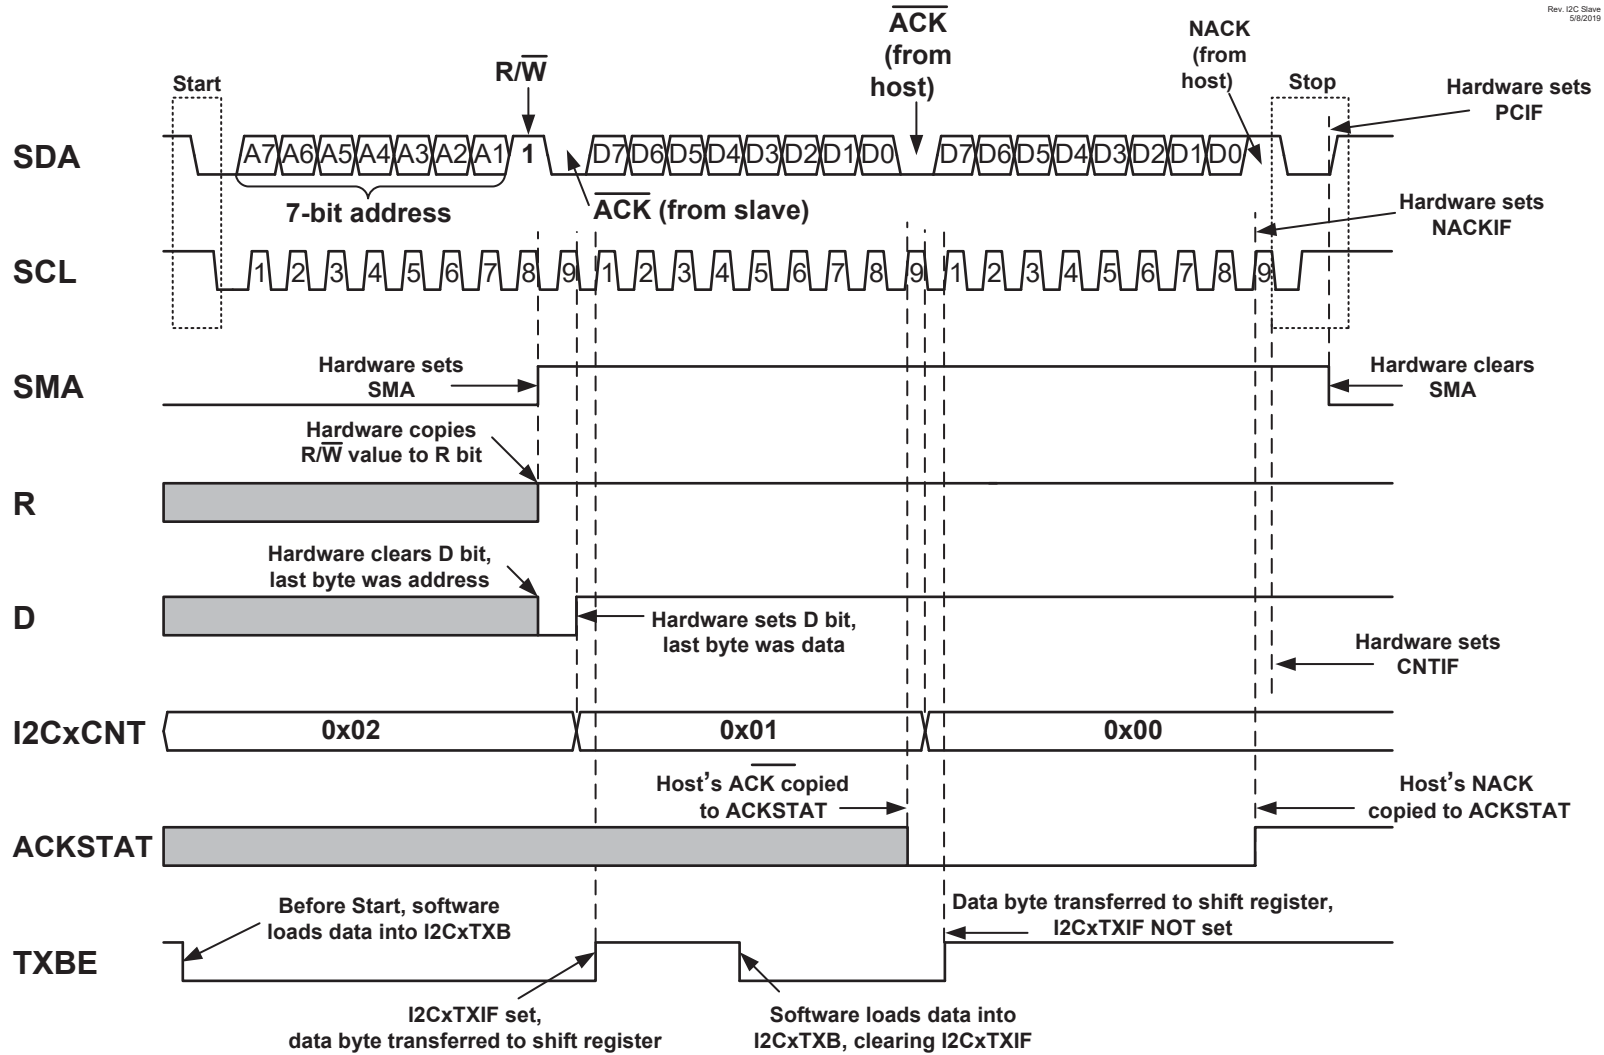 Rev. I2C Slave
5/8/2019
ACK
(from
host)
NACK
(from
host)
R/W
Start
Stop
Hardware sets
PCIF
SDA
A7 A6 A5 A4 A3 A2 A1 1 D7 D6 D5 D4 D3 D2 D1 D0 D7 D6 D5 D4 D3 D2 D1 D0
7-bit address
ACK (from slave)
Hardware sets
NACKIF
SCL
1 2 3 4 5 6 7 8 9 1 2 3 4 5 6 7 8 9 1 2 3 4 5 6 7 8 9
SMA
Hardware sets
SMA
Hardware clears
SMA
Hardware copies
R/W value to R bit
R
Hardware clears D bit,
last byte was address
D
Hardware sets D bit,
last byte was data
Hardware sets
CNTIF
I2CxCNT
0x02
0x01
0x00
Host's ACK copied
to ACKSTAT
Host's NACK
copied to ACKSTAT
ACKSTAT
Before Start, software
loads data into I2CxTXB
Data byte transferred to shift register,
I2CxTXIF NOT set
TXBE
I2CxTXIF set,
data byte transferred to shift register
Software loads data into
I2CxTXB, clearing I2CxTXIF